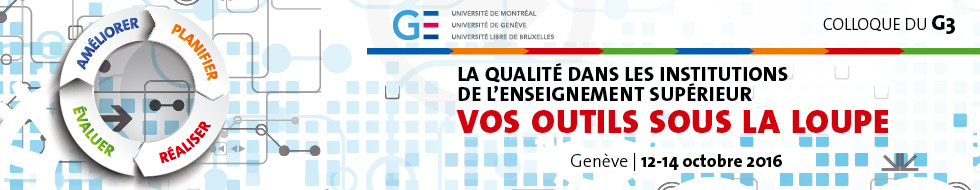 AMÉLIORER
PLANIFIER
RÉALISER
ÉVALUER
GE
UNIVERSITÉ DE MONTRÉAL
UNIVERSITÉ DE GENÈVE
UNIVERSITÉ LIBRE DE BRUXELLES
COLLOQUE DU G3
LA QUALITÉ DANS LES INSTITUTIONS
DE L’ENSEIGNEMENT SUPÉRIEUR
VOS OUTILS SOUS LA LOUPE
Genève | 12-14 octobre 2016